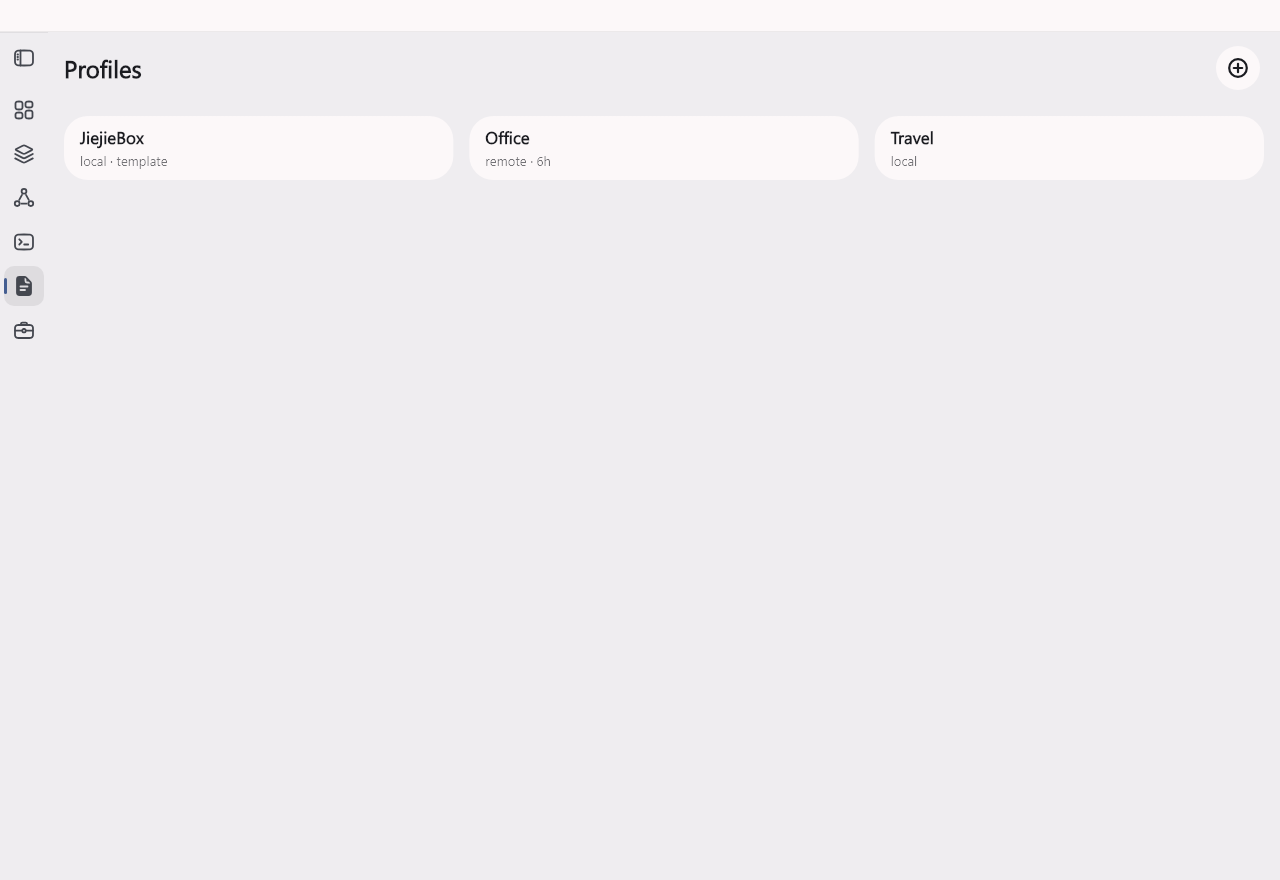 Profiles
JiejieBox
local · template
Office
remote · 6h
Travel
local